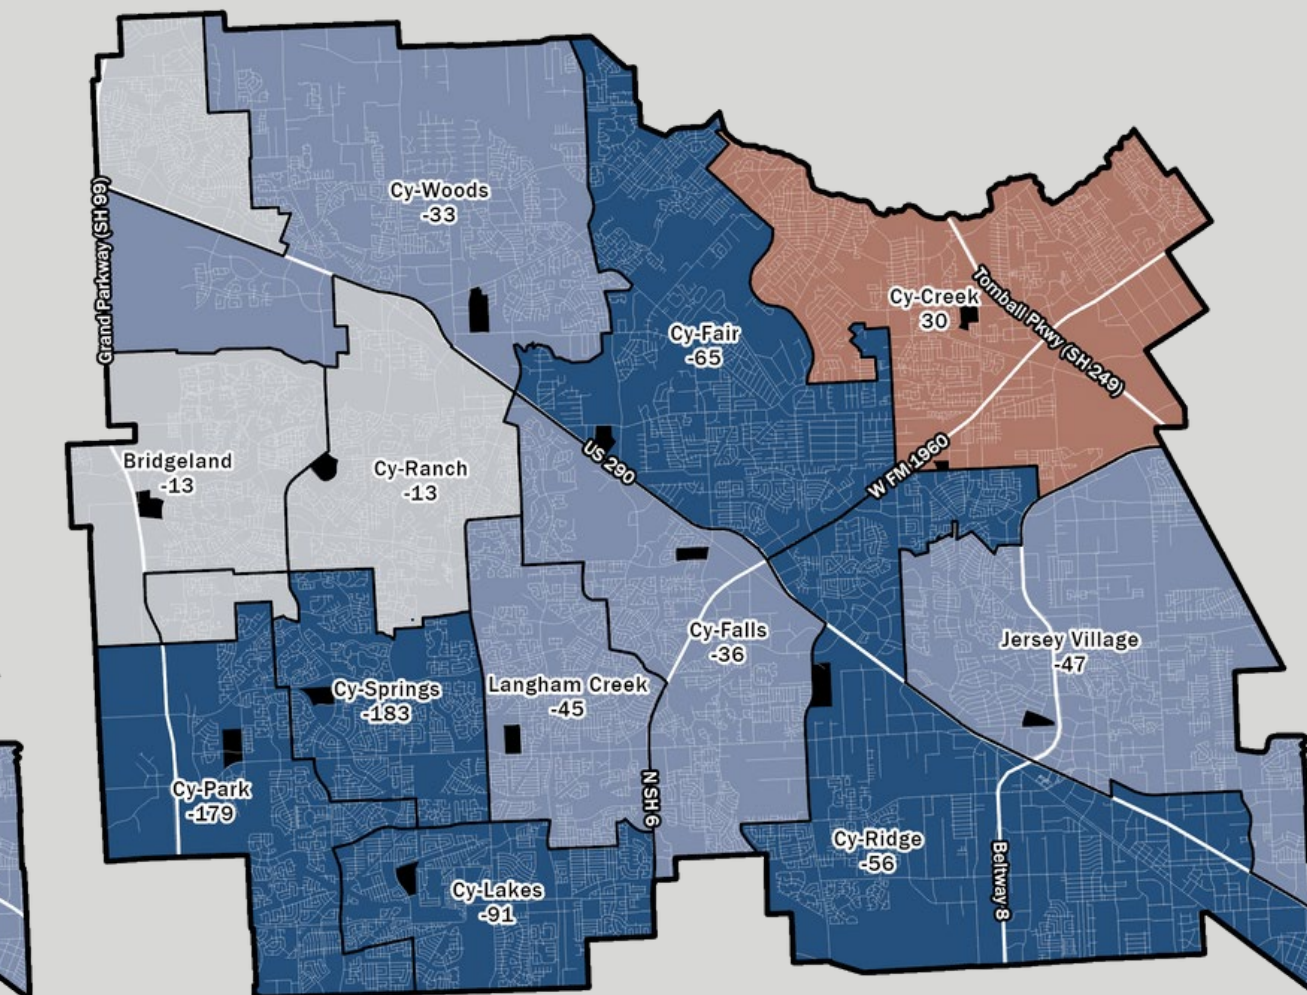 Cy-Woods
-33
Grand Parkway (SH 99)
Cy-Creek
30
Tomball Pkwy (SH 249)
Cy-Fair
-65
US 290
W FM 1960
Bridgeland
-13
Cy-Ranch
-13
Cy-Falls
-36
Jersey Village
-47
Cy-Springs
-183
Langham Creek
-45
Cy-Park
-179
N SH 6
Cy-Ridge
-56
Beltway 8
Cy-Lakes
-91